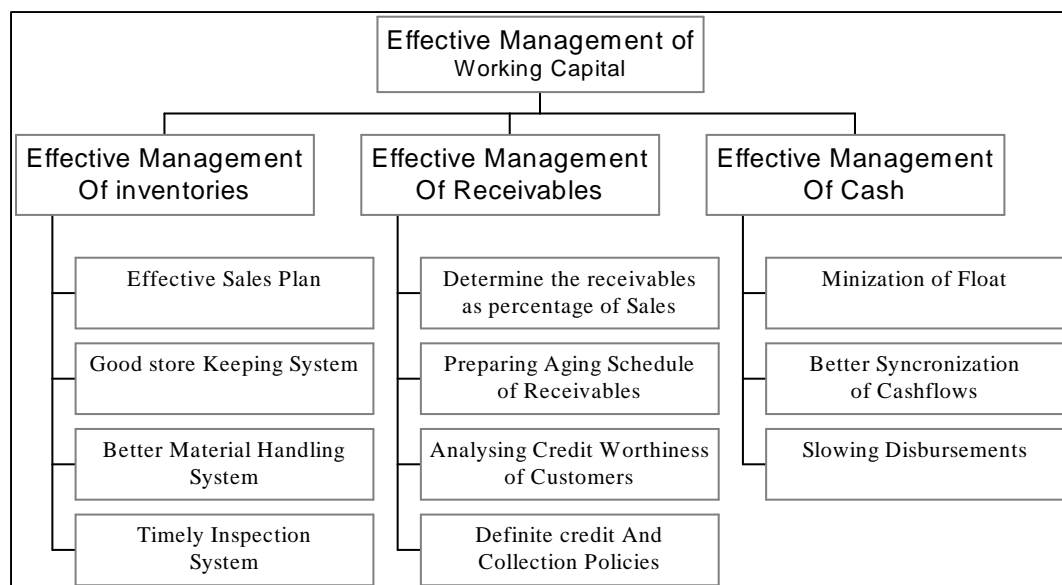 Effective Management of
Working Capital
Effective Management
Of inventories
Effective Management
Of Receivables
Effective Management
Of Cash
Effective Sales Plan
Good store Keeping System
Better Material Handling
System
Timely Inspection
System
Determine the receivables
as percentage of Sales
Preparing Aging Schedule
of Receivables
Analysing Credit Worthiness
of Customers
Definite credit And
Collection Policies
Minization of Float
Better Syncronization
of Cashflows
Slowing Disbursements